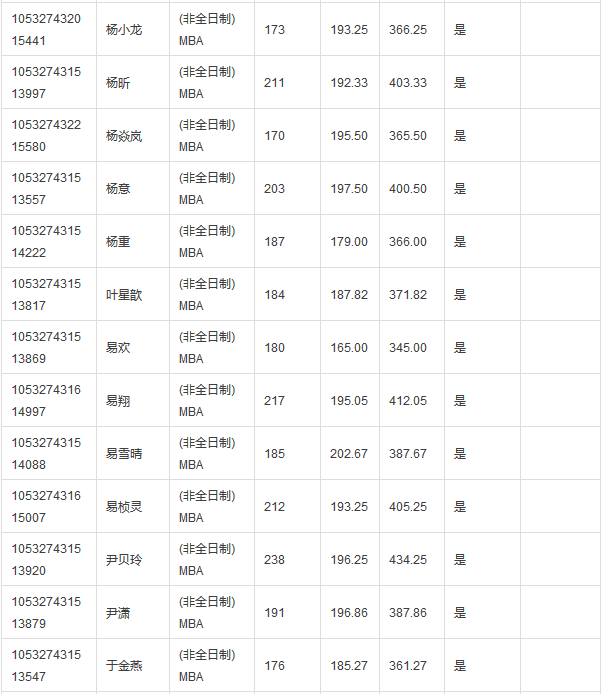 1053274320
15441
杨小龙
(非全日制)
MBA
173
193.25
366.25
是
1053274315
13997
杨昕
(非全日制)
MBA
211
192.33
403.33
是
1053274322
15580
杨焱岚
(非全日制)
MBA
170
195.50
365.50
是
1053274315
13557
杨意
(非全日制)
MBA
203
197.50
400.50
是
1053274315
14222
杨重
(非全日制)
MBA
187
179.00
366.00
是
1053274315
13817
叶星歆
(非全日制)
MBA
184
187.82
371.82
是
1053274315
13869
易欢
(非全日制)
MBA
180
165.00
345.00
是
1053274316
14997
易翔
(非全日制)
MBA
217
195.05
412.05
是
1053274315
14088
易雪晴
(非全日制)
MBA
185
202.67
387.67
是
1053274316
15007
易桢灵
(非全日制)
MBA
212
193.25
405.25
是
1053274315
13920
尹贝玲
(非全日制)
MBA
238
196.25
434.25
是
1053274315
13879
尹潇
(非全日制)
MBA
191
196.86
387.86
是
1053274315
13547
于金燕
(非全日制)
MBA
176
185.27
361.27
是